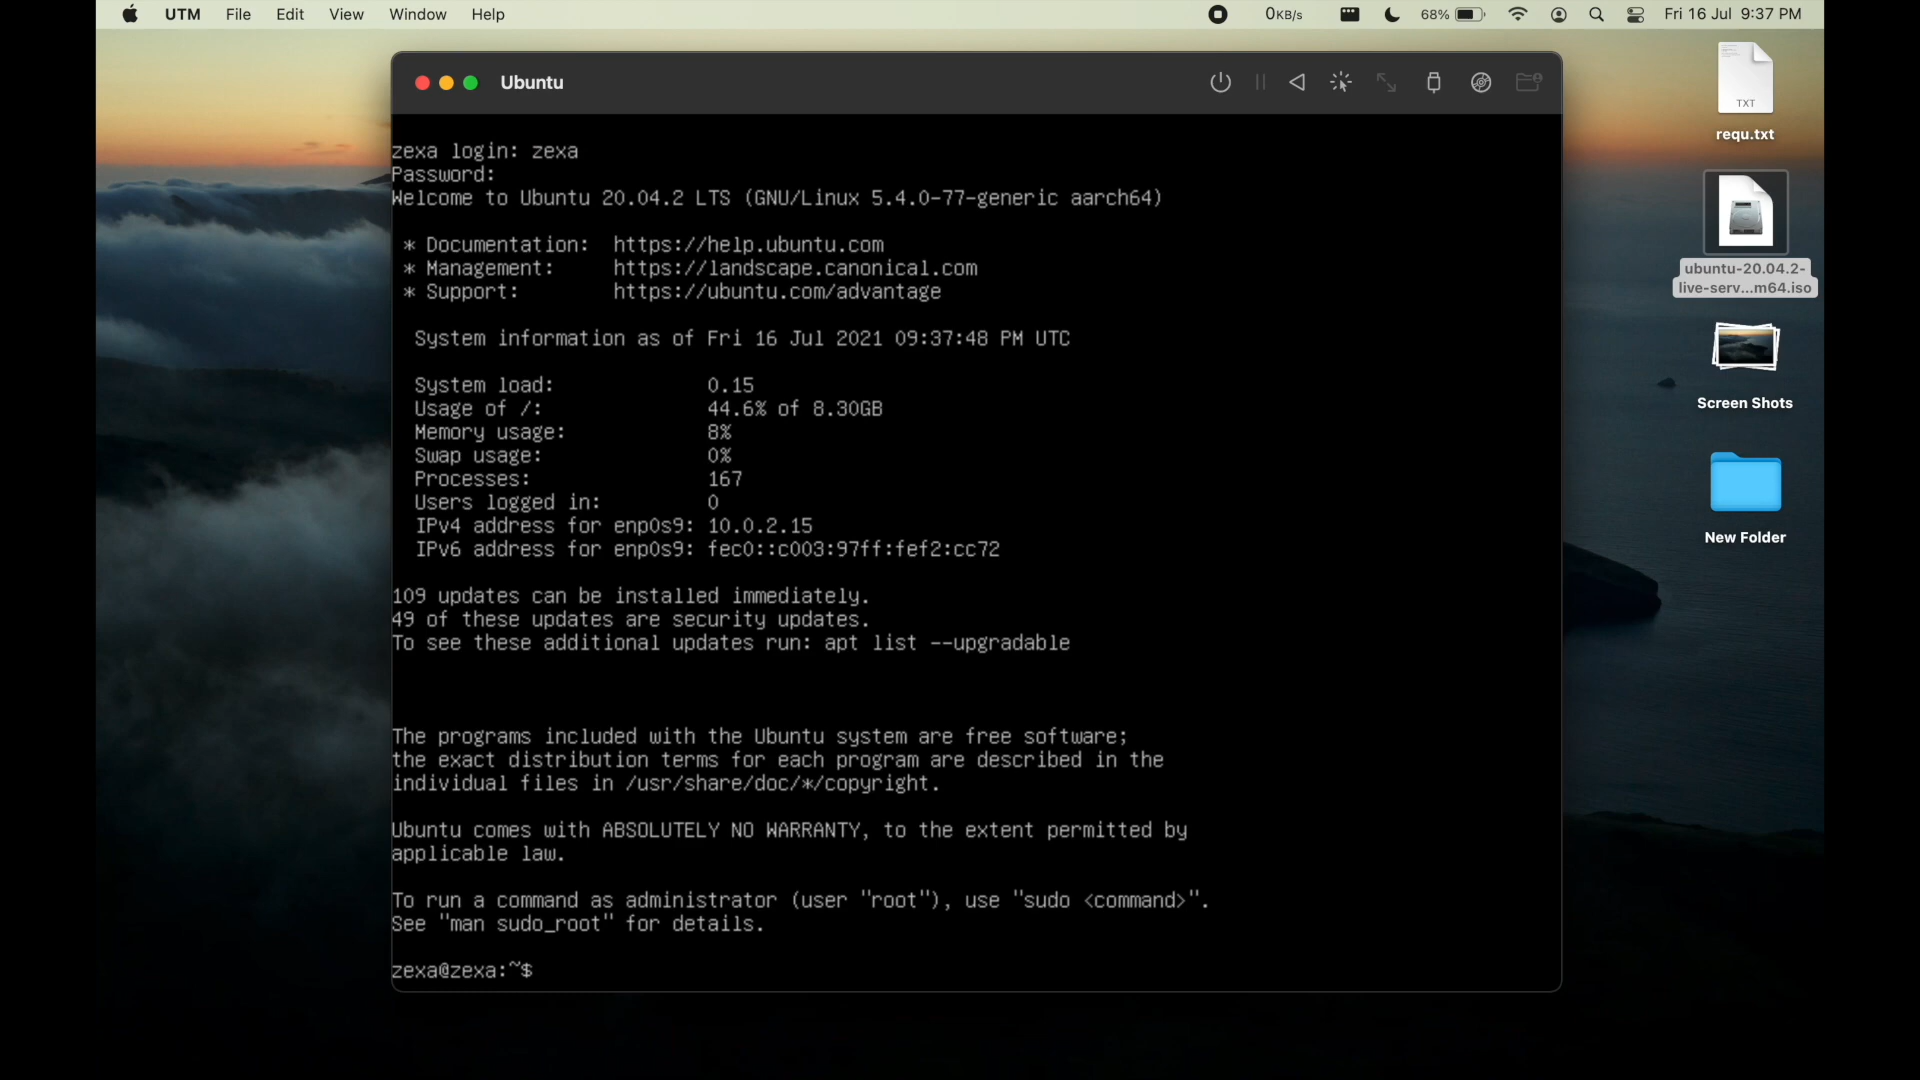 UTM File Edit View Window Help 0KB/s 68% Fri 16 Jul 9:37 PM
Ubuntu
zexa login: zexa
Password:
Welcome to Ubuntu 20.04.2 LTS (GNU/Linux 5.4.0-77-generic aarch64)
* Documentation: https://help.ubuntu.com
* Management: https://landscape.canonical.com
* Support: https://ubuntu.com/advantage
System information as of Fri 16 Jul 2021 09:37:48 PM UTC
System load: 0.15
Usage of /: 44.6% of 8.30GB
Memory usage: 8%
Swap usage: 0%
Processes: 167
Users logged in: 0
IPv4 address for enp0s9: 10.0.2.15
IPv6 address for enp0s9: fec0::c003:97ff:fef2:cc72
109 updates can be installed immediately.
49 of these updates are security updates.
To see these additional updates run: apt list --upgradable
The programs included with the Ubuntu system are free software;
the exact distribution terms for each program are described in the
individual files in /usr/share/doc/*/copyright.
Ubuntu comes with ABSOLUTELY NO WARRANTY, to the extent permitted by
applicable law.
To run a command as administrator (user "root"), use "sudo <command>".
See "man sudo_root" for details.
zexa@zexa:~$
TXT
requ.txt
ubuntu-20.04.2-
live-serv...m64.iso
Screen Shots
New Folder